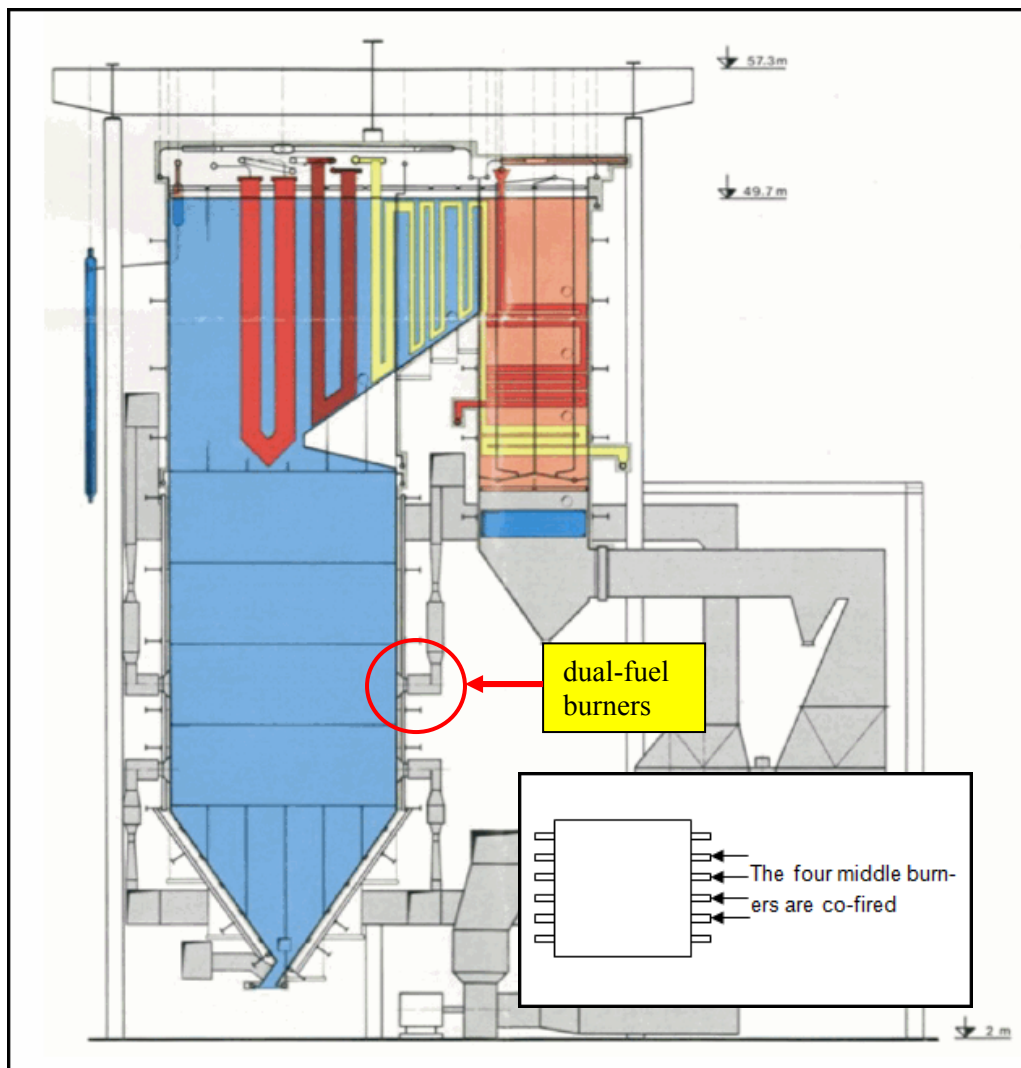 57.3m
49.7m
dual-fuel
burners
The four middle burn-
ers are co-fired
2 m